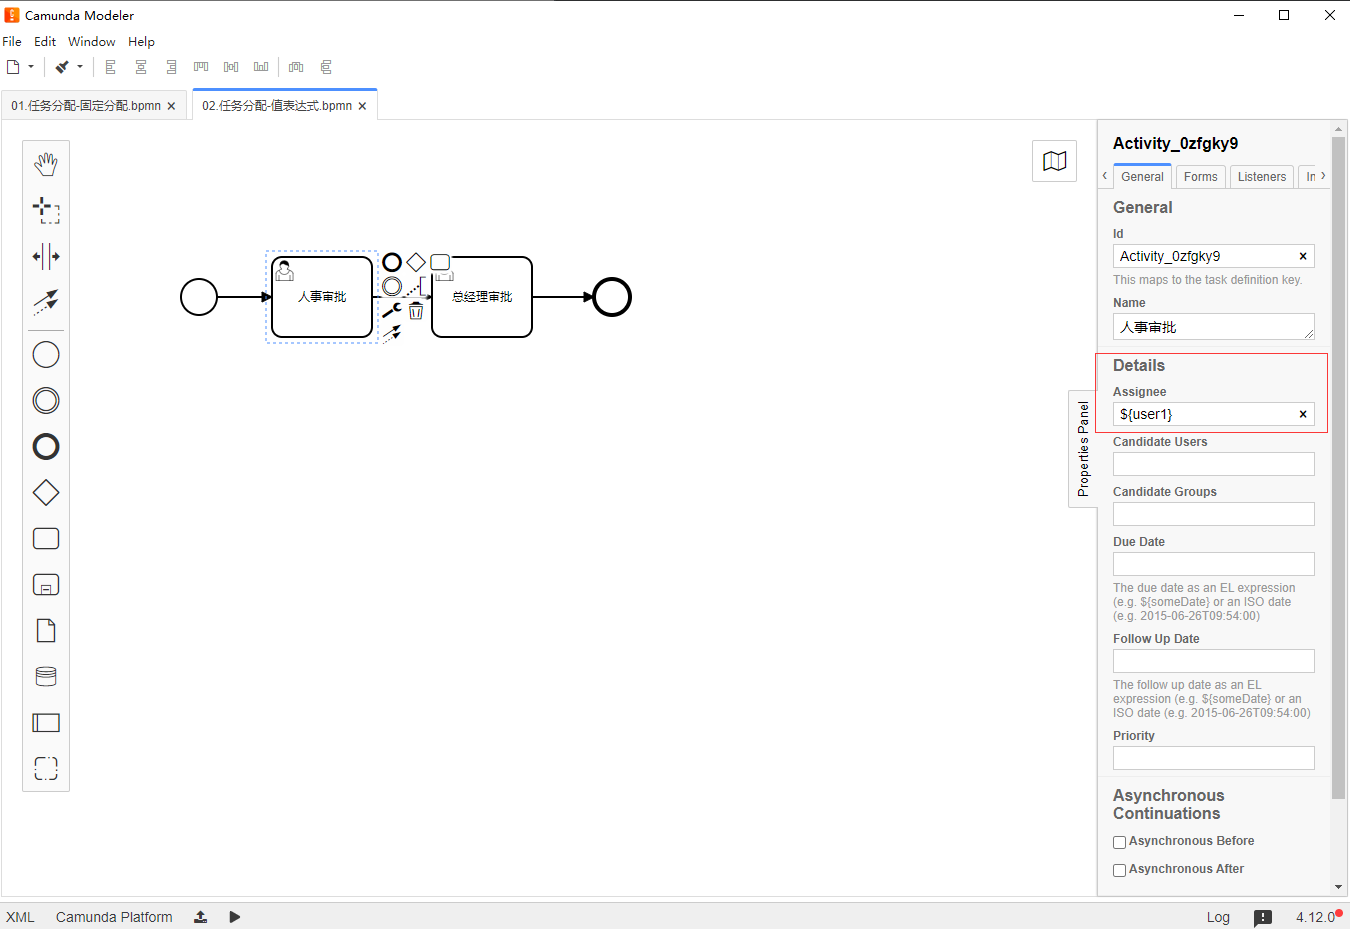 Camunda Modeler
File Edit Window Help
01.任务分配-固定分配.bpmn ×
02.任务分配-值表达式.bpmn ×
人事审批
总经理审批
Properties Panel
Activity_0zfgky9
General Forms Listeners In
General
Id
Activity_0zfgky9
This maps to the task definition key.
Name
人事审批
Details
Assignee
${user1}
Candidate Users
Candidate Groups
Due Date
The due date as an EL expression
(e.g. ${someDate} or an ISO date
(e.g. 2015-06-26T09:54:00)
Follow Up Date
The follow up date as an EL
expression (e.g. ${someDate} or an
ISO date (e.g. 2015-06-26T09:54:00)
Priority
Asynchronous
Continuations
Asynchronous Before
Asynchronous After
XML Camunda Platform
Log 4.12.0